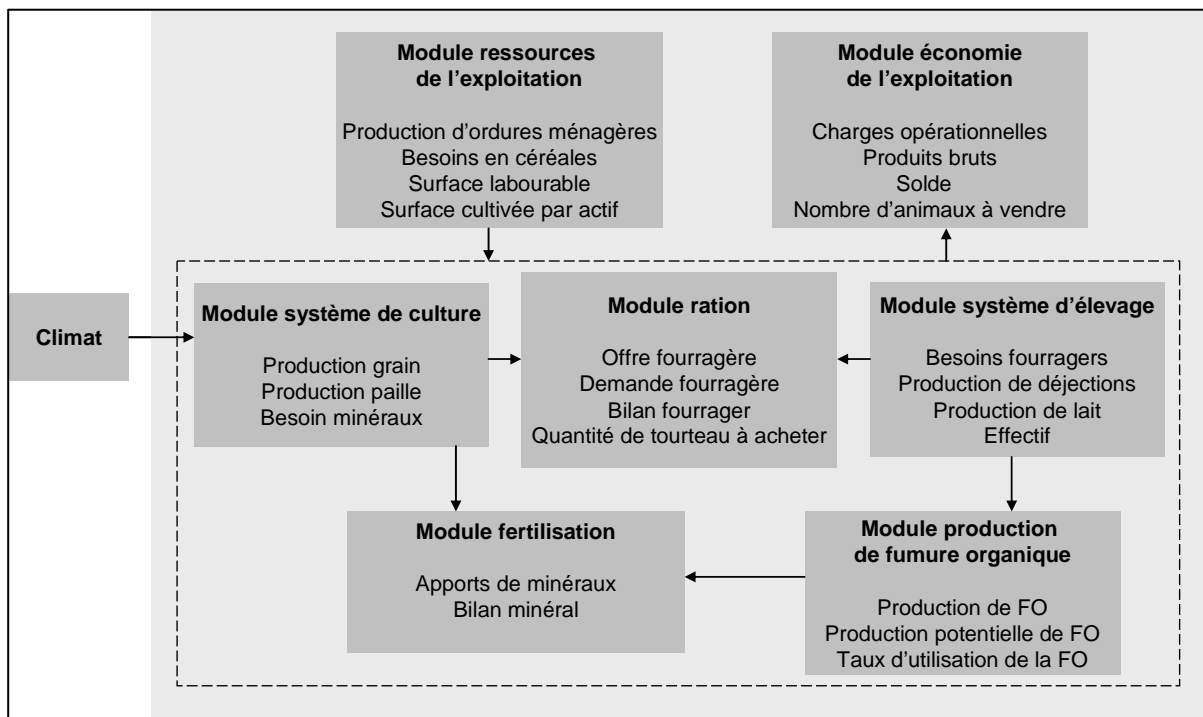 Module ressources
de l'exploitation
Production d'ordures ménagères
Besoins en céréales
Surface labourable
Surface cultivée par actif
Module économie
de l'exploitation
Charges opérationnelles
Produits bruts
Solde
Nombre d'animaux à vendre
Climat
Module système de culture
Production grain
Production paille
Besoin minéraux
Module ration
Offre fourragère
Demande fourragère
Bilan fourrager
Quantité de tourteau à acheter
Module système d'élevage
Besoins fourragers
Production de déjections
Production de lait
Effectif
Module fertilisation
Apports de minéraux
Bilan minéral
Module production
de fumure organique
Production de FO
Production potentielle de FO
Taux d'utilisation de la FO